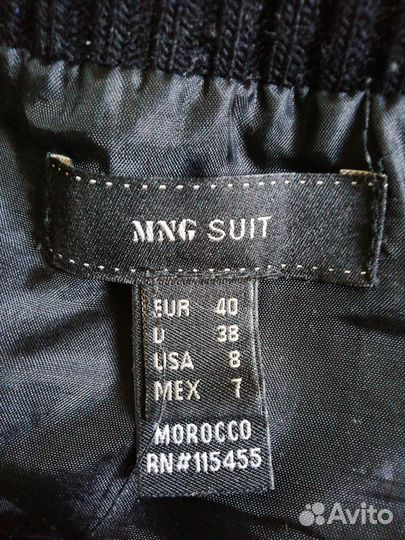 MNG SUIT
EUR 40
U 38
USA 8
MEX 7
MOROCCO
RN#115455
Avito